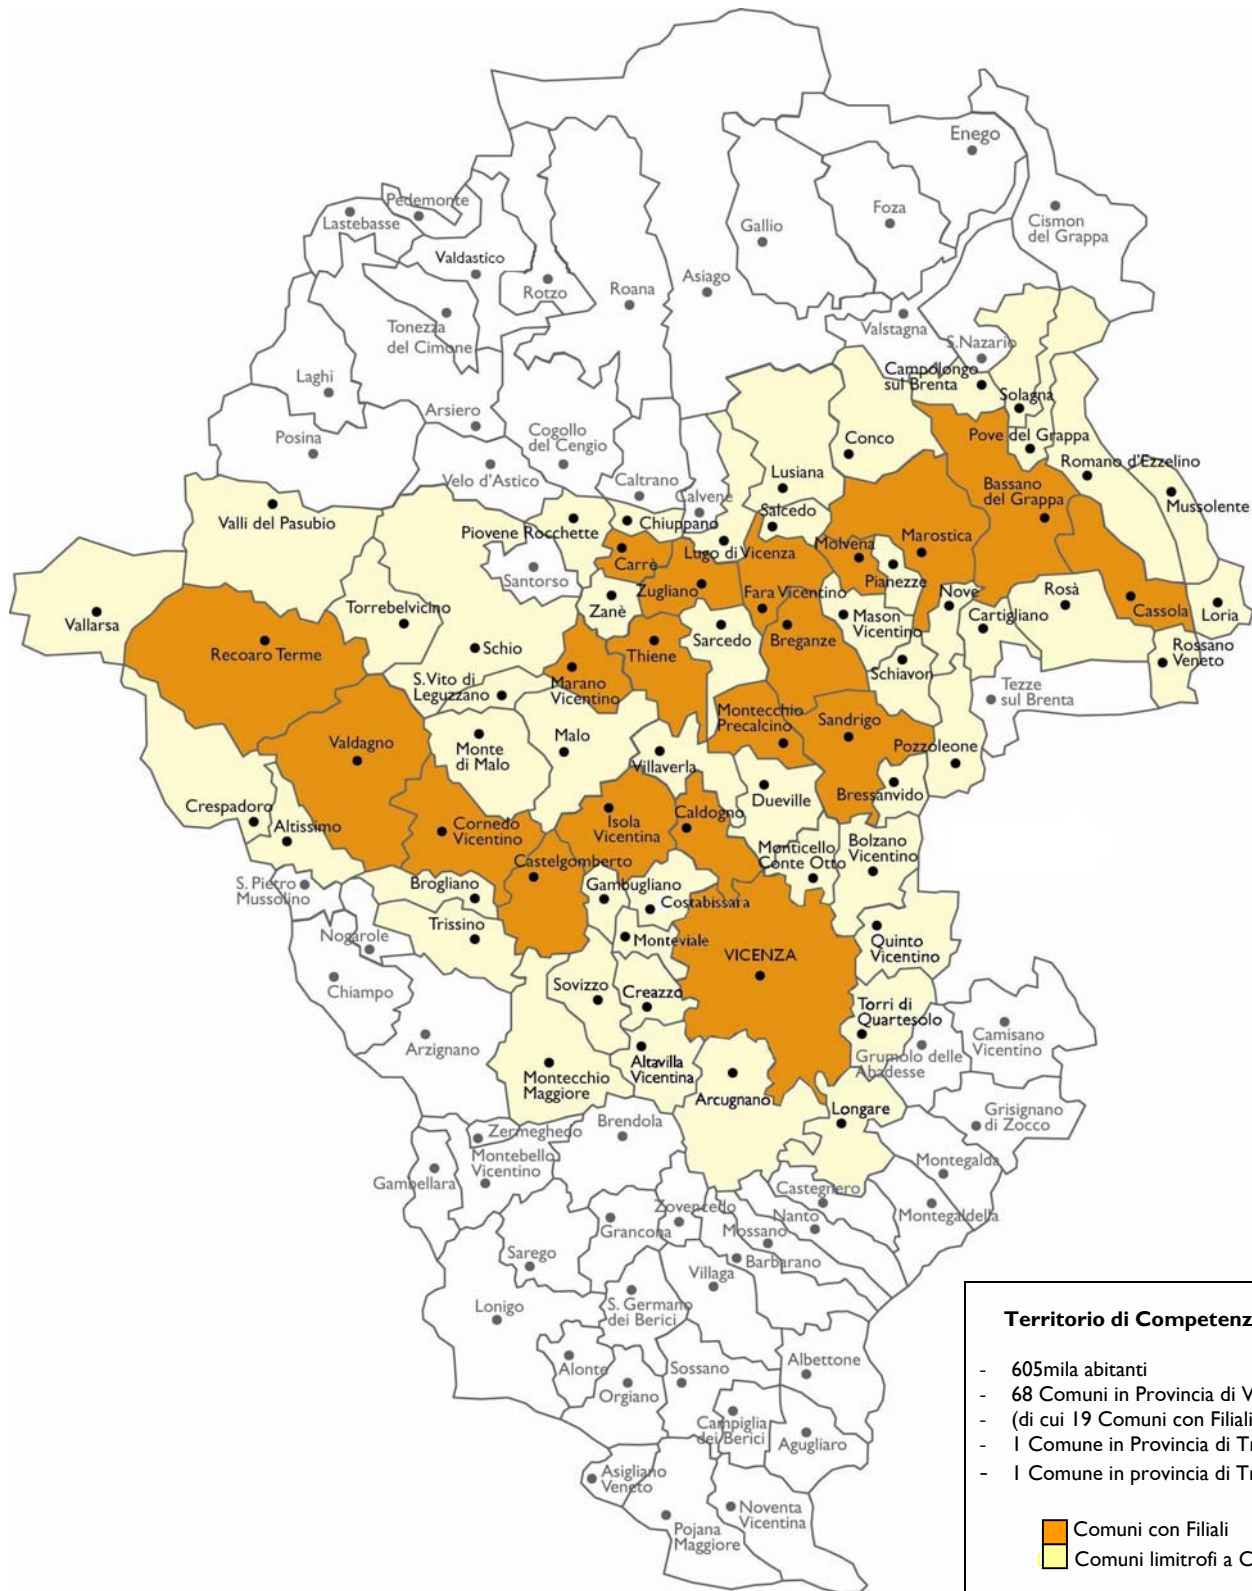 Enego
Pedemonte
Lastebasse
Foza
Gallio
Cismon
del Grappa
Valdastico
Rotzo
Roana
Asiago
Tonezza
del Cimone
Valstagna
S.Nazario
Laghi
Campolongo
sul Brenta
Solagna
Arsiero
Posina
Cogollo
del Cengio
Conco
Pove del Grappa
Velo d'Astico
Caltrano
Lusiana
Romano d'Ezzelino
Bassano
del Grappa
Calvene
Mussolente
Valli del Pasubio
Piovene Rocchette
Chiuppano
Salcedo
Lugo di Vicenza
Marostica
Molvena
Santorso
Carrè
Pianezze
Zugliano
Fara Vicentino
Nove
Rosà
Cassola
Loria
Torrebelvicino
Zanè
Vallarsa
Mason
Vicentino
Cartigliano
Sarcedo
Breganze
Recoaro Terme
Schio
Thiene
Rossano
Veneto
S.Vito di
Leguzzano
Marano
Vicentino
Schiavon
Tezze
sul Brenta
Montecchio
Precalcino
Sandrigo
Valdagno
Monte
di Malo
Malo
Pozzoleone
Villaverla
Dueville
Bressanvido
Crespadoro
Altissimo
Cornedo
Vicentino
Isola
Vicentina
Caldogno
Monticello
Conte Otto
Bolzano
Vicentino
Castelgomberto
S. Pietro
Mussolino
Brogliano
Gambugliano
Costabissara
Trissino
Nogarole
Monteviale
VICENZA
Quinto
Vicentino
Chiampo
Sovizzo
Creazzo
Torri di
Quartesolo
Arzignano
Camisano
Vicentino
Grumolo delle
Abadesse
Montecchio
Maggiore
Altavilla
Vicentina
Arcugnano
Longare
Grisignano
di Zocco
Zermeghedo
Brendola
Montebello
Vicentino
Gambellara
Montegalda
Castegnero
Montegaldella
Zovencedo
Nanto
Grancona
Mossano
Barbarano
Sarego
Villaga
Lonigo
S. Germano
dei Berici
Alonte
Sossano
Albettone
Orgiano
Campiglia
dei Berici
Agugliaro
Asigliano
Veneto
Noventa
Vicentina
Pojana
Maggiore
Territorio di Competenz
- 605mila abitanti
- 68 Comuni in Provincia di V
- (di cui 19 Comuni con Filiali
- 1 Comune in Provincia di Tr
- 1 Comune in provincia di Tr
Comuni con Filiali
Comuni limitrofi a C